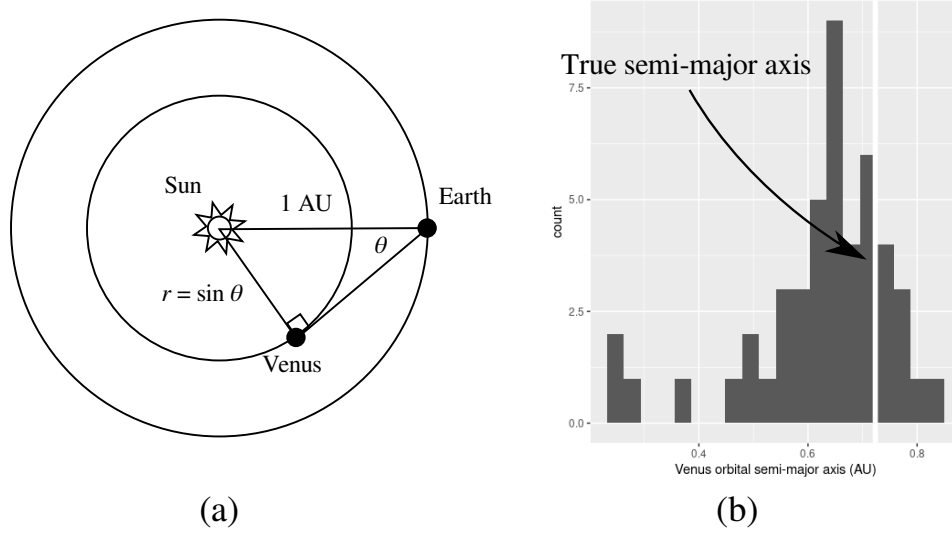 Sun
1 AU
Earth
θ
r = sin θ
Venus
(a)
True semi-major axis
7.5
5.0
2.5
0.0
count
0.4
0.6
0.8
Venus orbital semi-major axis (AU)
(b)